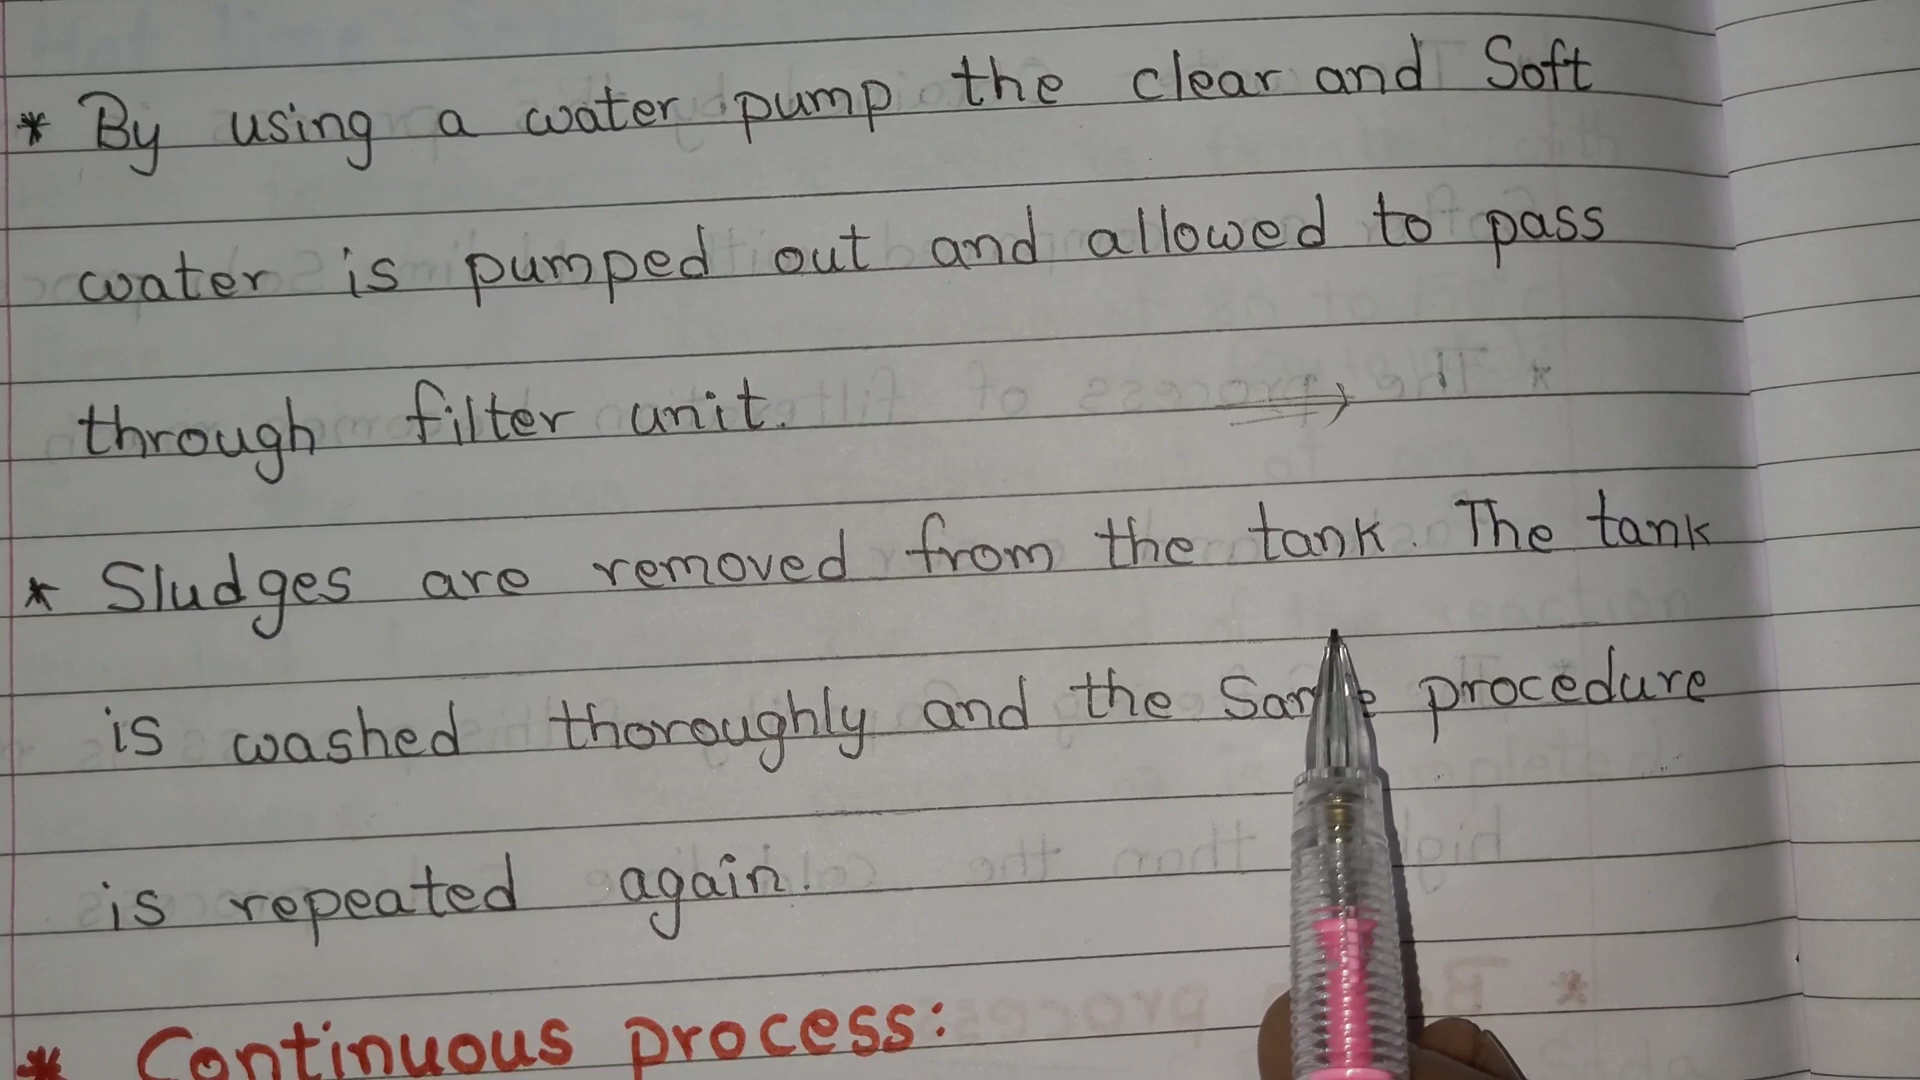 * By using a water pump the clear and Soft
water is pumped out and allowed to pass
through filter unit.
* Sludges are removed from the tank. The tank
is washed thoroughly and the Same procedure
is repeated again.
* Continuous process: